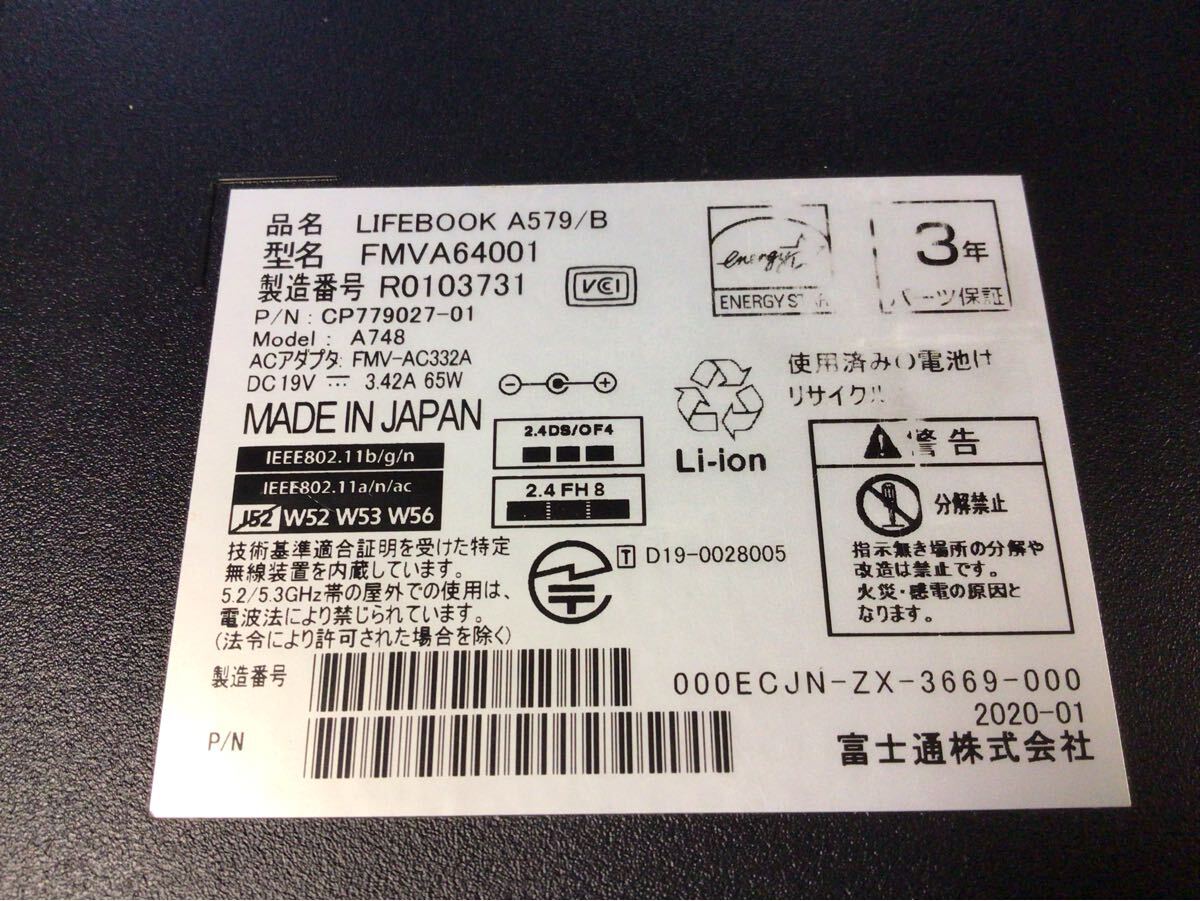 品名 LIFEBOOK A579/B
型名 FMVA64001
製造番号 R0103731
VCCI
P/N : CP779027-01
Model : A748
ACアダプタ: FMV-AC332A
DC19V ⎓ 3.42A 65W
MADE IN JAPAN
IEEE802.11b/g/n
IEEE802.11a/n/ac
J52 W52 W53 W56
2.4DS/OF4
2.4FH8
技術基準適合証明を受けた特定
無線装置を内蔵しています。
5.2/5.3GHz帯の屋外での使用は、
電波法により禁じられています。
(法令により許可された場合を除く)
T D19-0028005
energy
ENERGY STAR
3年
パーツ保証
使用済みの電池は
リサイクル
Li-ion
警告
分解禁止
指示無き場所の分解や
改造は禁止です。
火災・感電の原因と
なります。
製造番号
P/N
000ECJN-ZX-3669-000
2020-01
富士通株式会社